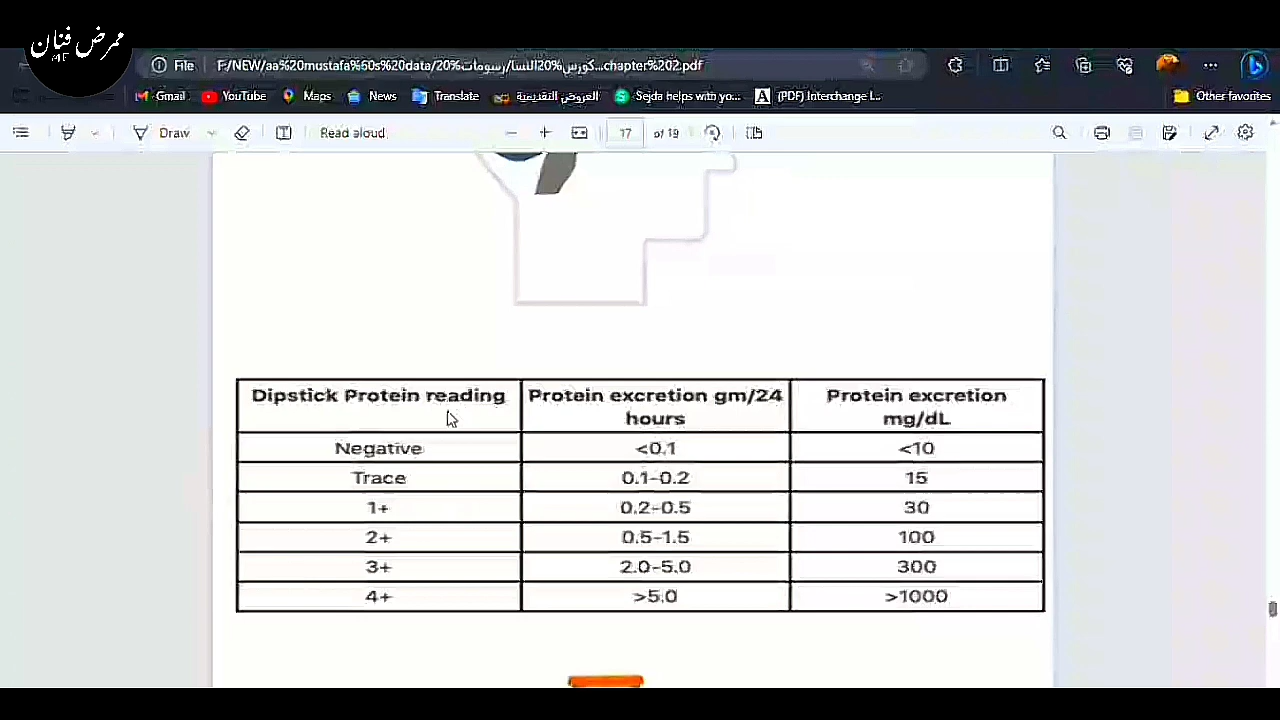 ممرض فنان
MF
File
F:/NEW/aa%20mustafa%60s%20data/20%رسومات/كورس%20النسا...chapter%202.pdf
Gmail
YouTube
Maps
News
Translate
العروض التقديمية
Sejda helps with yo...
A
(PDF) Interchange I...
Other favorites
Draw
Read aloud
17
of 19
Dipstick Protein reading
Protein excretion gm/24 hours
Protein excretion mg/dL
Negative
<0.1
<10
Trace
0.1-0.2
15
1+
0.2-0.5
30
2+
0.5-1.5
100
3+
2.0-5.0
300
4+
>5.0
>1000